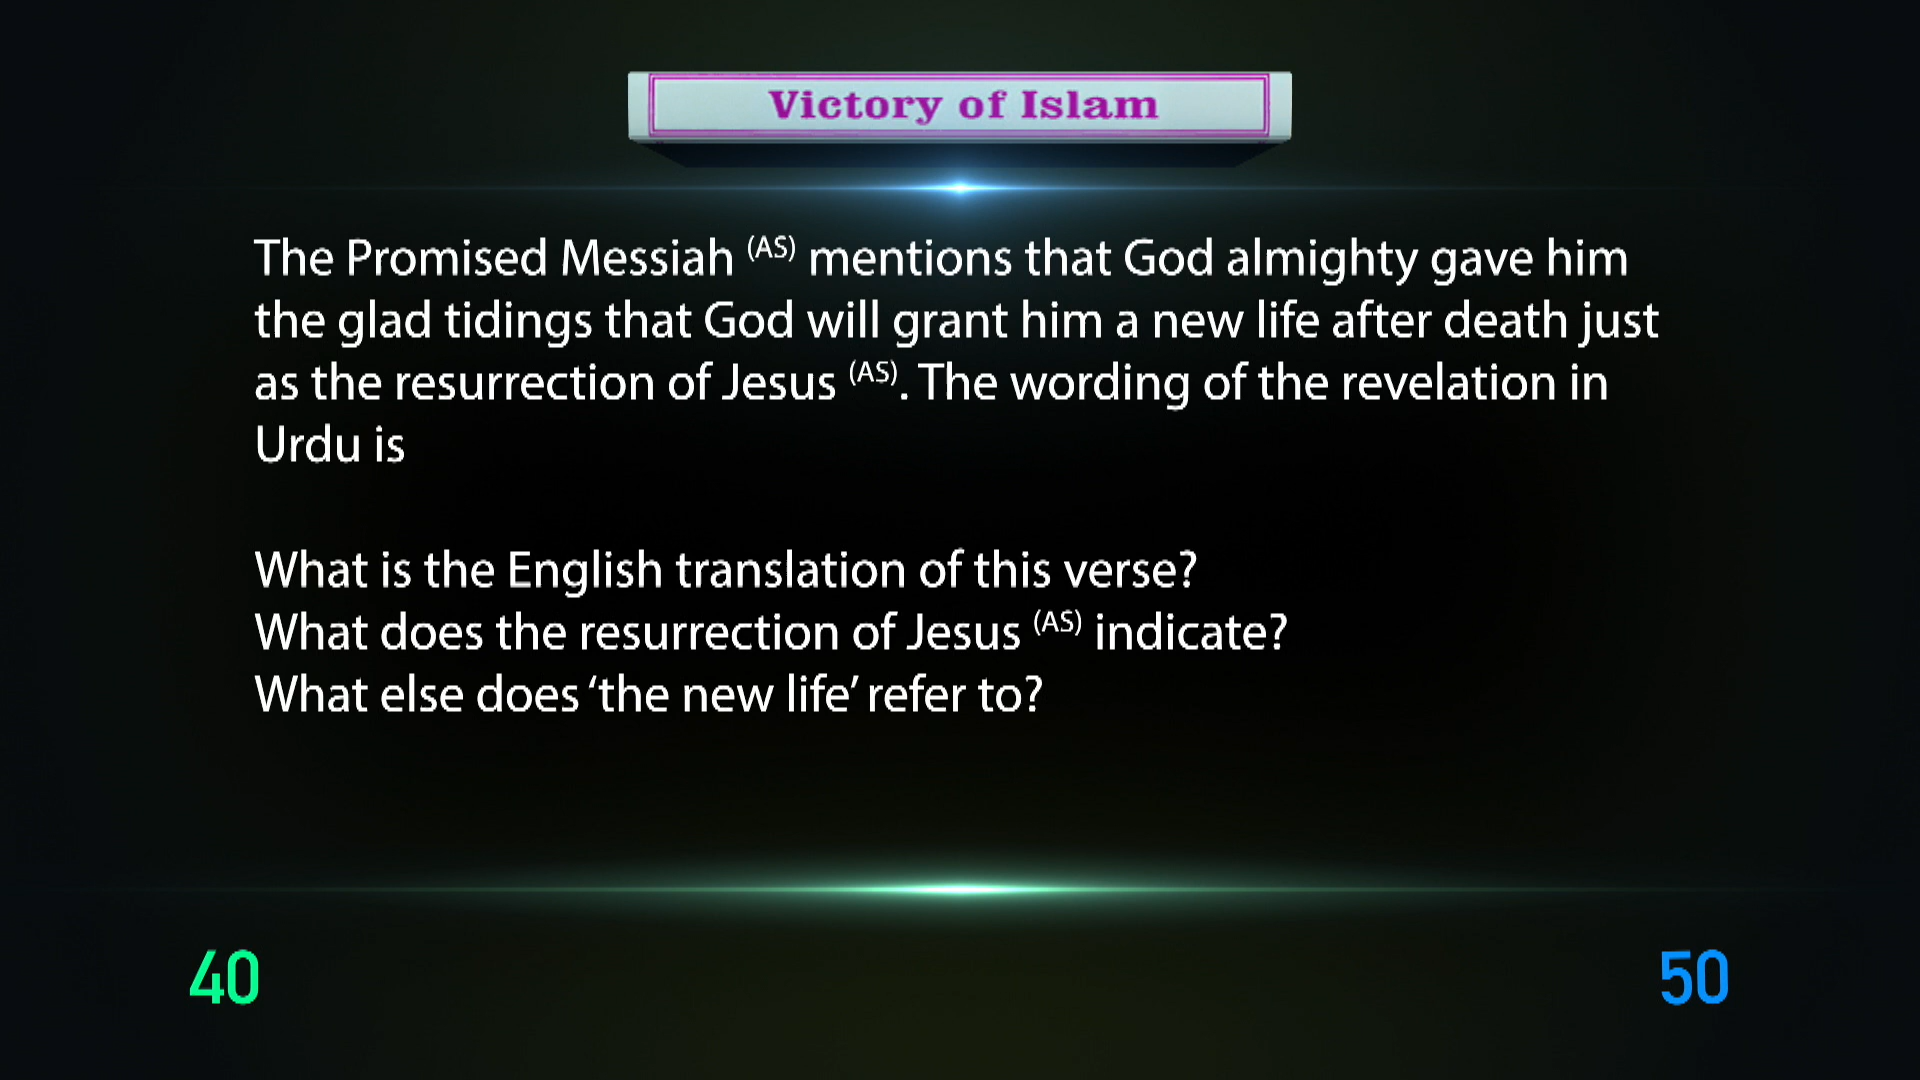 Victory of Islam
The Promised Messiah (AS) mentions that God almighty gave him
the glad tidings that God will grant him a new life after death just
as the resurrection of Jesus (AS). The wording of the revelation in
Urdu is
What is the English translation of this verse?
What does the resurrection of Jesus (AS) indicate?
What else does ‘the new life’ refer to?
40
50